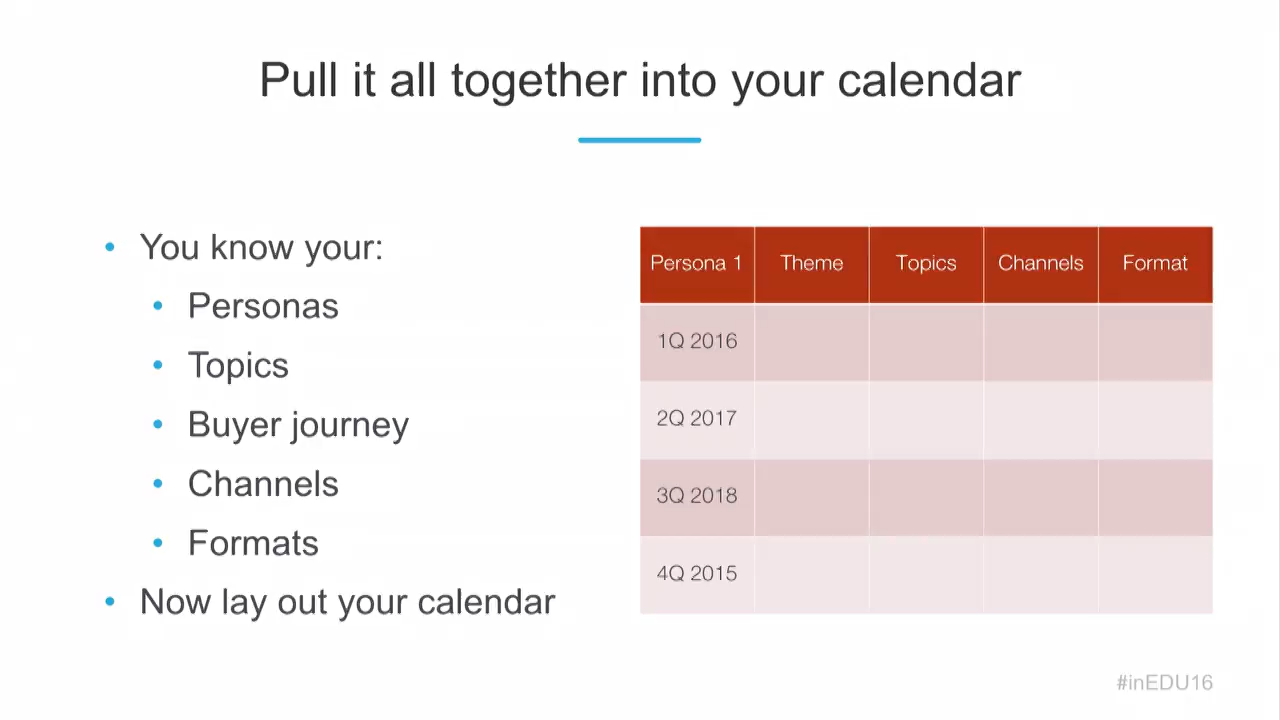 Pull it all together into your calendar
• You know your:
• Personas
• Topics
• Buyer journey
• Channels
• Formats
• Now lay out your calendar
Persona 1 Theme Topics Channels Format
1Q 2016
2Q 2017
3Q 2018
4Q 2015
#inEDU16